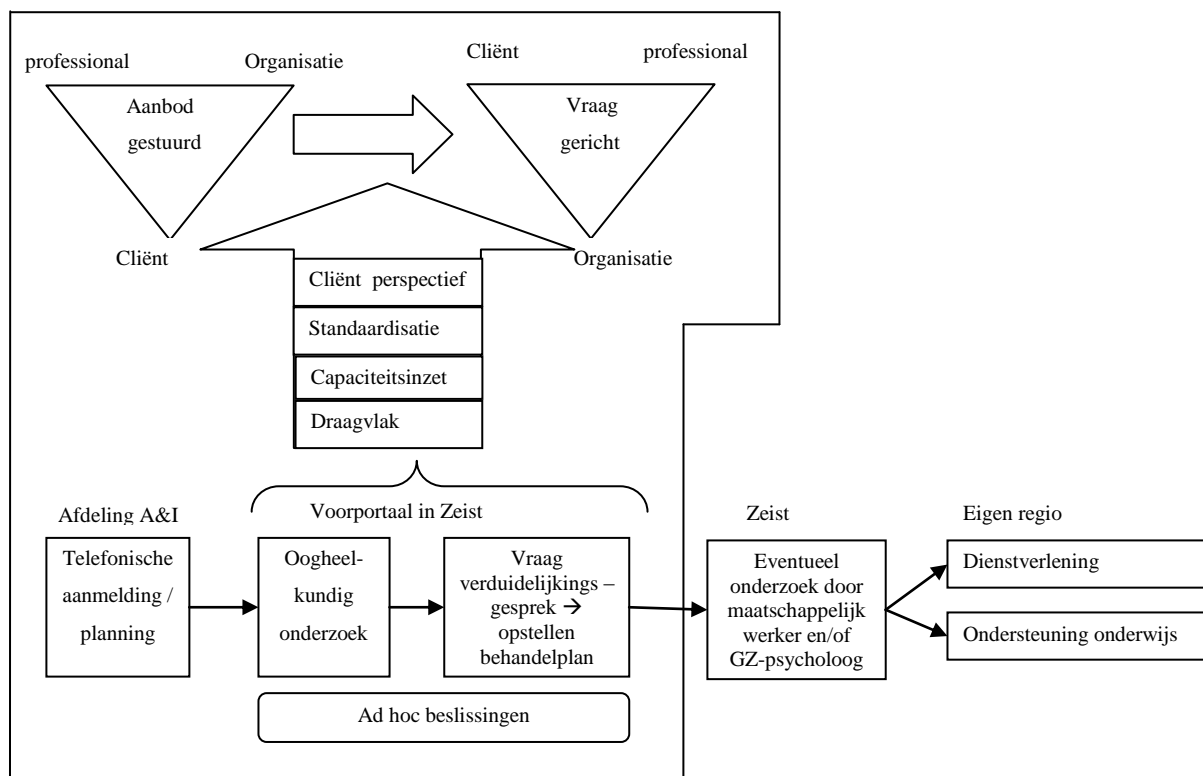 professional
Organisatie
Cliënt
professional
Aanbod
gestuurd
Vraag
gericht
Cliënt
Organisatie
Cliënt perspectief
Standaardisatie
Capaciteitsinzet
Draagvlak
Afdeling A&I
Voorportaal in Zeist
Zeist
Eigen regio
Telefonische
aanmelding /
planning
Oogheel-
kundig
onderzoek
Vraag
verduidelijkings –
gesprek →
opstellen
behandelplan
Eventueel
onderzoek door
maatschappelijk
werker en/of
GZ-psycholoog
Dienstverlening
Ondersteuning onderwijs
Ad hoc beslissingen